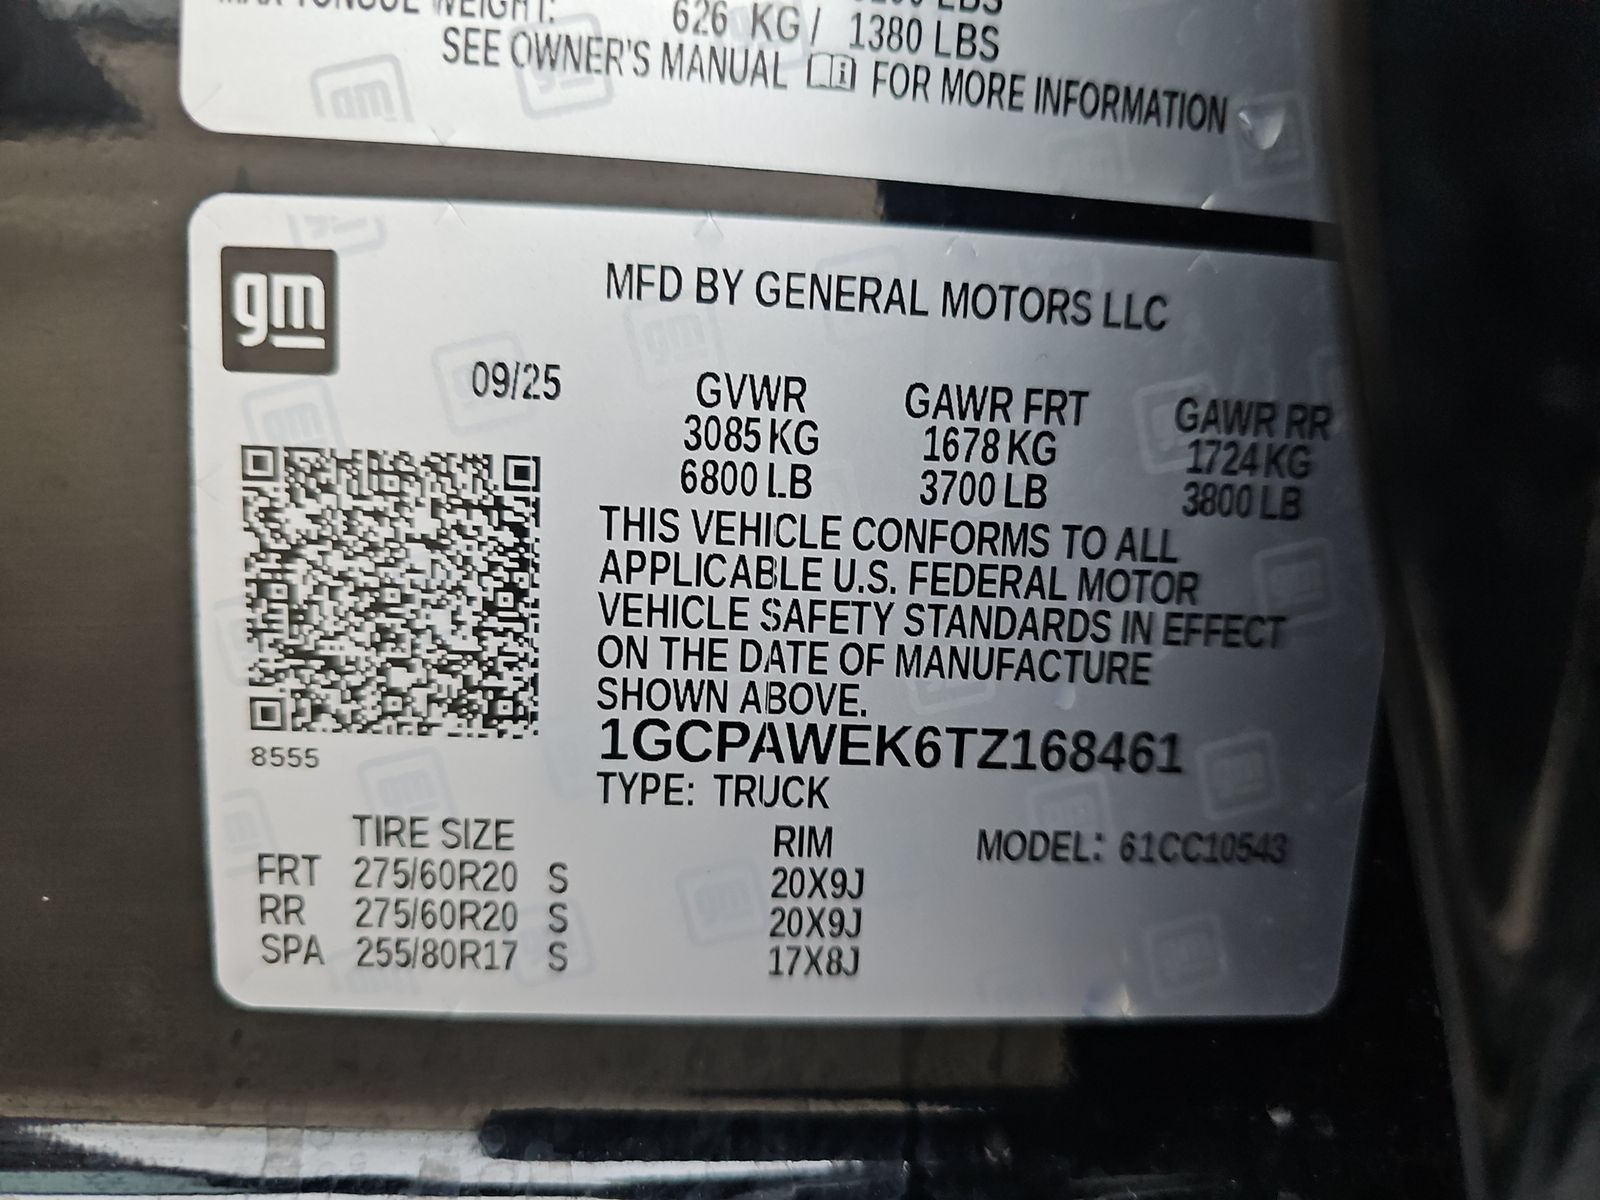 MAX TONGUE WEIGHT: 626 KG / 1380 LBS
SEE OWNER'S MANUAL FOR MORE INFORMATION
gm
MFD BY GENERAL MOTORS LLC
09/25
GVWR GAWR FRT GAWR RR
3085 KG 1678 KG 1724 KG
6800 LB 3700 LB 3800 LB
THIS VEHICLE CONFORMS TO ALL
APPLICABLE U.S. FEDERAL MOTOR
VEHICLE SAFETY STANDARDS IN EFFECT
ON THE DATE OF MANUFACTURE
SHOWN ABOVE.
1GCPAWEK6TZ168461
8555
TYPE: TRUCK
TIRE SIZE RIM MODEL: 61CC10543
FRT 275/60R20 S 20X9J
RR 275/60R20 S 20X9J
SPA 255/80R17 S 17X8J